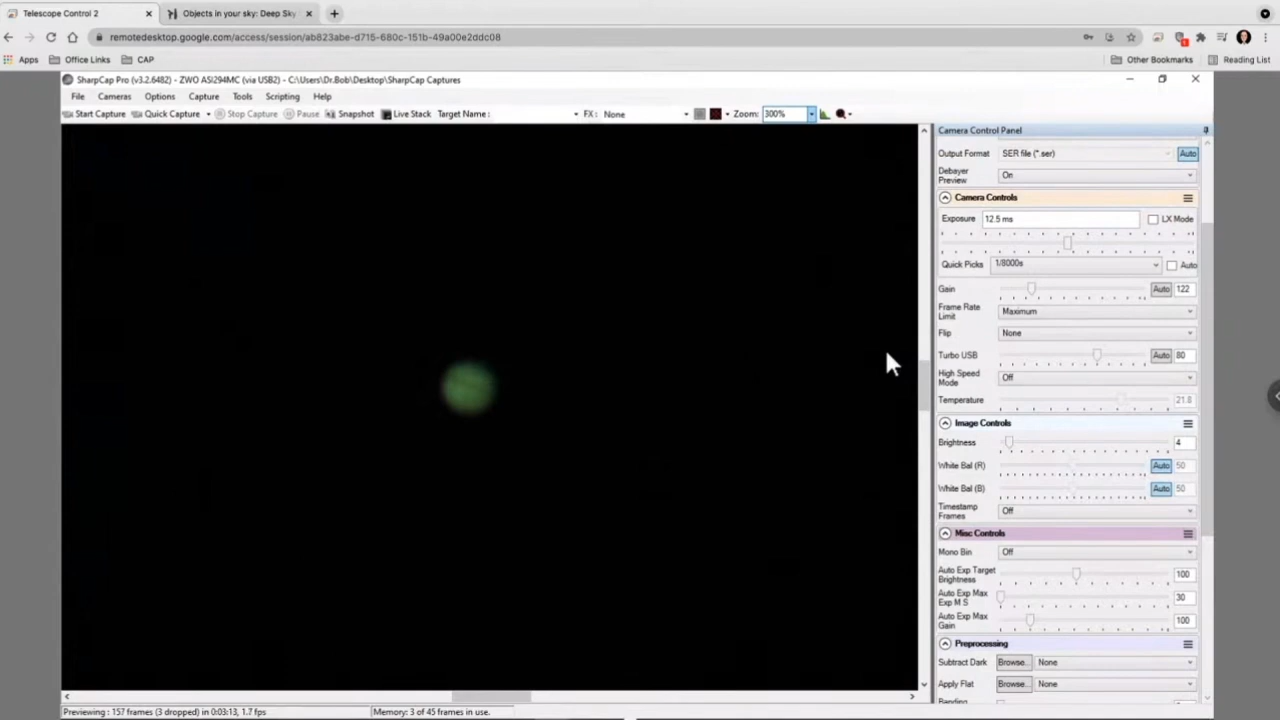 Telescope Control 2
Objects in your sky: Deep Sky
remotedesktop.google.com/access/session/ab823abe-d715-680c-151b-49a00e2ddc08
Apps Office Links CAP Other Bookmarks Reading List
SharpCap Pro (v3.2.6482) - ZWO ASI294MC (via USB2) - C:\Users\Dr.Bob\Desktop\SharpCap Captures
File Cameras Options Capture Tools Scripting Help
Start Capture Quick Capture Stop Capture Pause Snapshot Live Stack Target Name: FX: None Zoom: 300%
Camera Control Panel
Output Format SER file (*.ser) Auto
Debayer
Preview On
Camera Controls
Exposure 12.5 ms LX Mode
Quick Picks 1/8000s Auto
Gain Auto 122
Frame Rate
Limit Maximum
Flip None
Turbo USB Auto 80
High Speed
Mode Off
Temperature 21.8
Image Controls
Brightness 4
White Bal (R) Auto 50
White Bal (B) Auto 50
Timestamp
Frames Off
Misc Controls
Mono Bin Off
Auto Exp Target
Brightness 100
Auto Exp Max
Exp M S 30
Auto Exp Max
Gain 100
Preprocessing
Subtract Dark Browse... None
Apply Flat Browse... None
Previewing : 157 frames (3 dropped) in 0:03:13, 1.7 fps Memory: 3 of 45 frames in use.